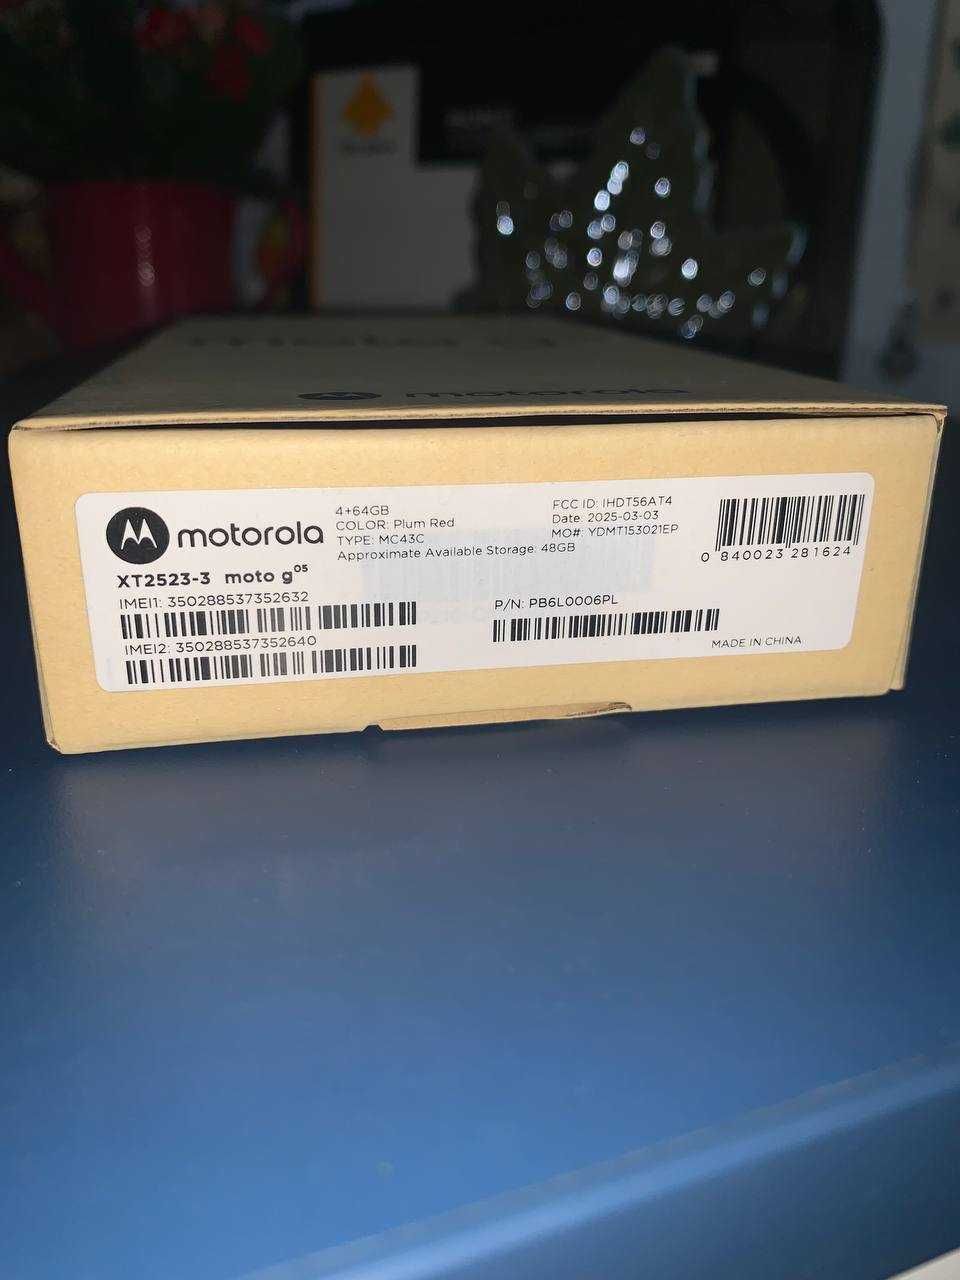 motorola
motorola
4+64GB
COLOR: Plum Red
TYPE: MC43C
Approximate Available Storage: 48GB
FCC ID: IHDT56AT4
Date: 2025-03-03
MO#: YDMT153021EP
0 840023 281624
XT2523-3 moto g05
IMEI1: 350288537352632
IMEI2: 350288537352640
P/N: PB6L0006PL
MADE IN CHINA